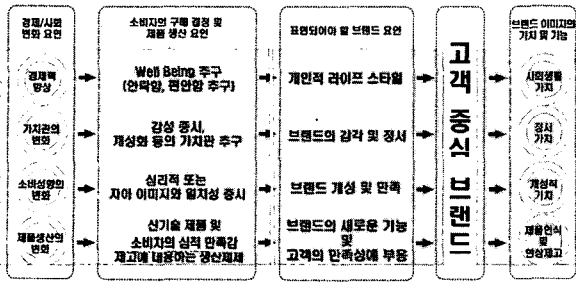 경제/사회
변화 요인
소비자의 구매 결정 및
제품 생산 요인
표현되어야 할 브랜드 요인
브랜드 이미지의
가치 및 기능
경제력
향상
Well Being 추구
(안락함, 편안함 추구)
개인적 라이프 스타일
사회생활
가치
가치관의
변화
감성 중시,
개성화 등의 가치관 추구
브랜드의 감각 및 정서
정서
가치
소비성향의
변화
심리적 또는
자아 이미지와 일치성 중시
브랜드 개성 및 만족
개성적
가치
제품생산의
변화
신기술 제품 및
소비자의 심적 만족감
제고에 대응하는 생산체제
브랜드의 새로운 기능
및
고객의 만족성에 부응
제품인식
및
연상제고
고객 중심 브랜드